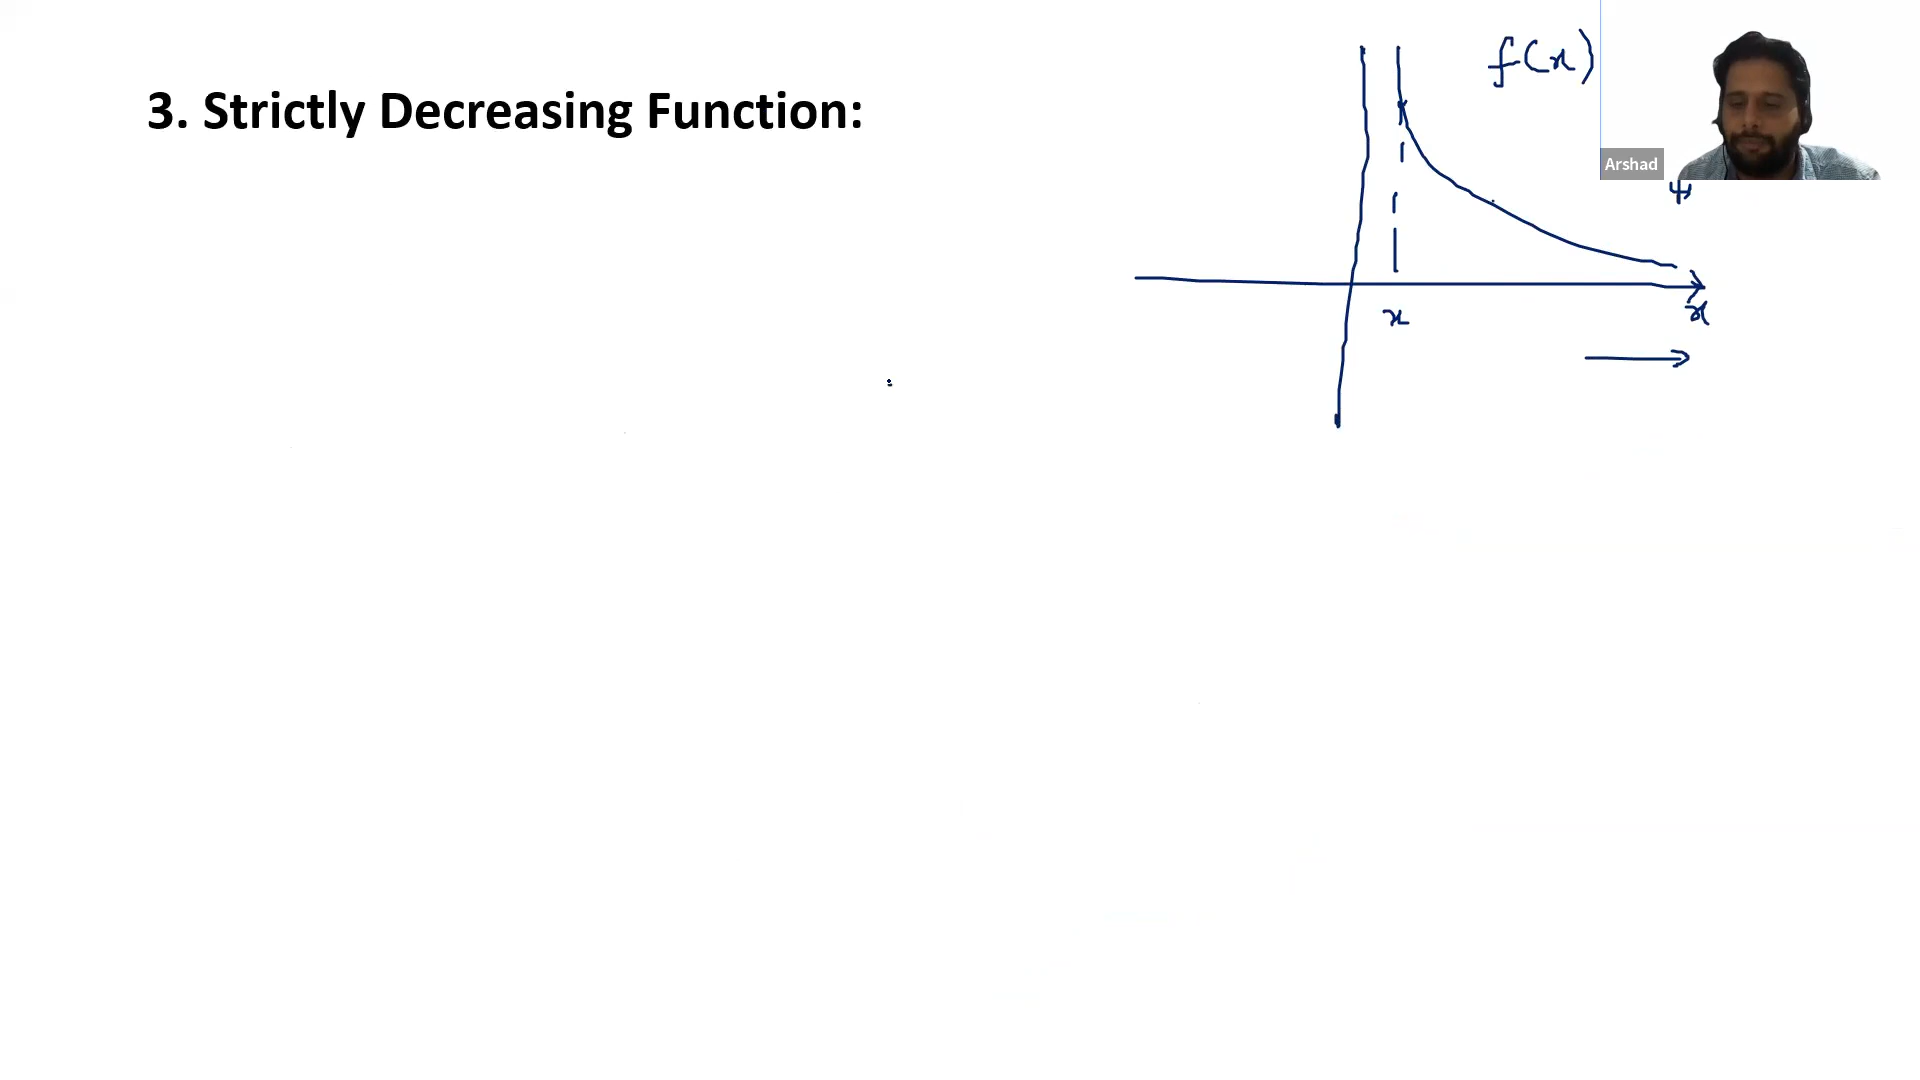 3. Strictly Decreasing Function:
f(x)
Arshad
x
x